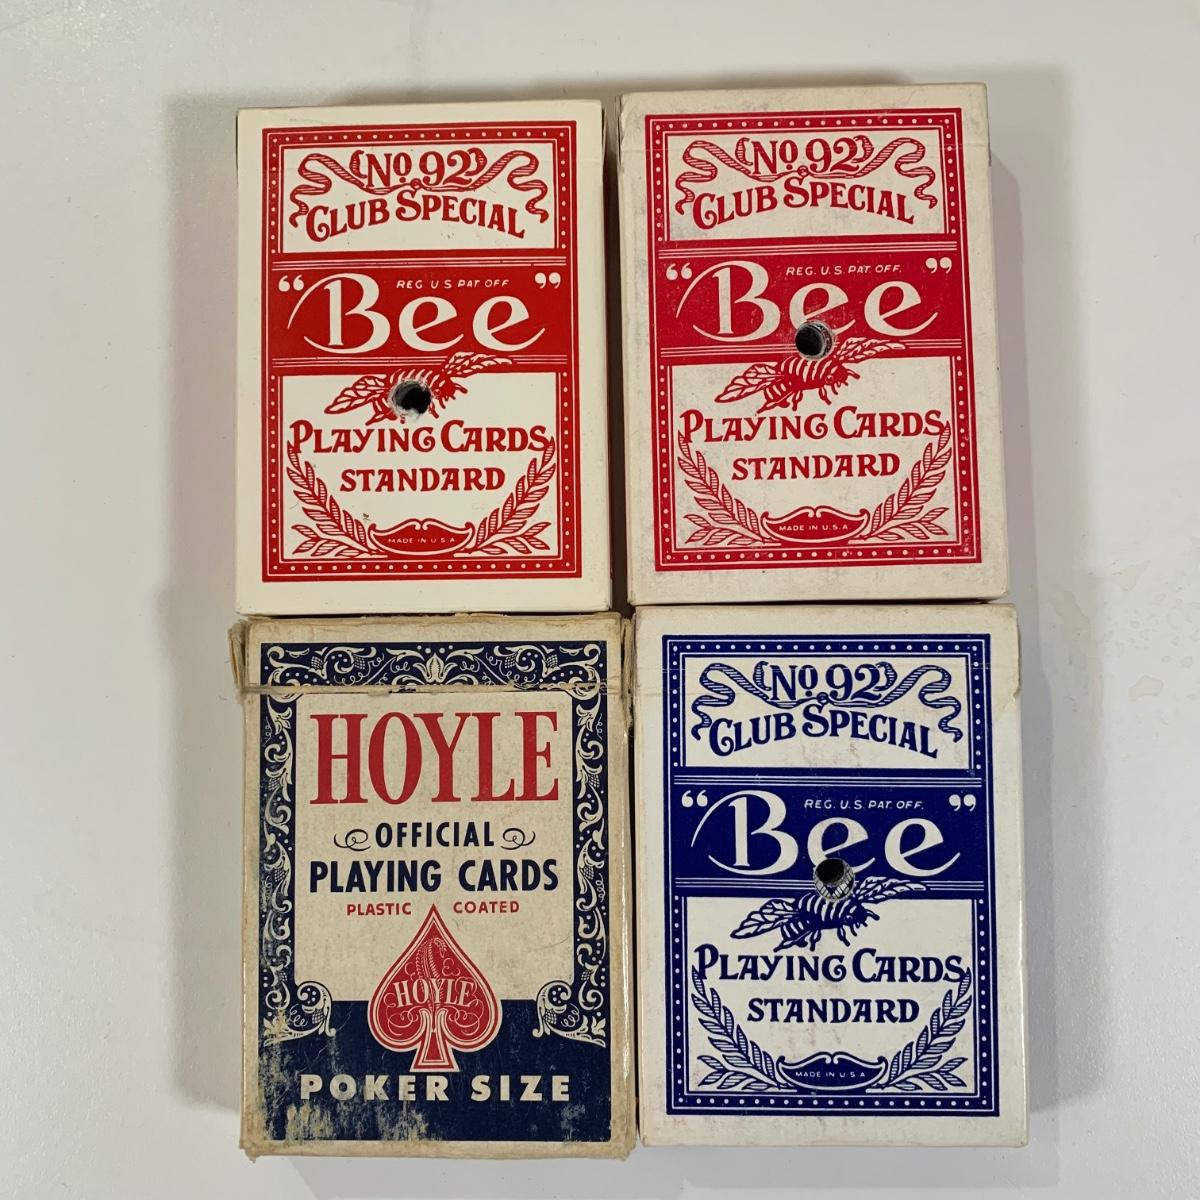 No. 92
CLUB SPECIAL
REG. U S PAT OFF
"Bee"
PLAYING CARDS
STANDARD
MADE IN U S A
No. 92
CLUB SPECIAL
REG. U.S. PAT. OFF.
"Bee"
PLAYING CARDS
STANDARD
MADE IN U.S.A
HOYLE
OFFICIAL
PLAYING CARDS
PLASTIC COATED
HOYLE
POKER SIZE
No. 92
CLUB SPECIAL
REG. U.S. PAT. OFF.
"Bee"
PLAYING CARDS
STANDARD
MADE IN U S A